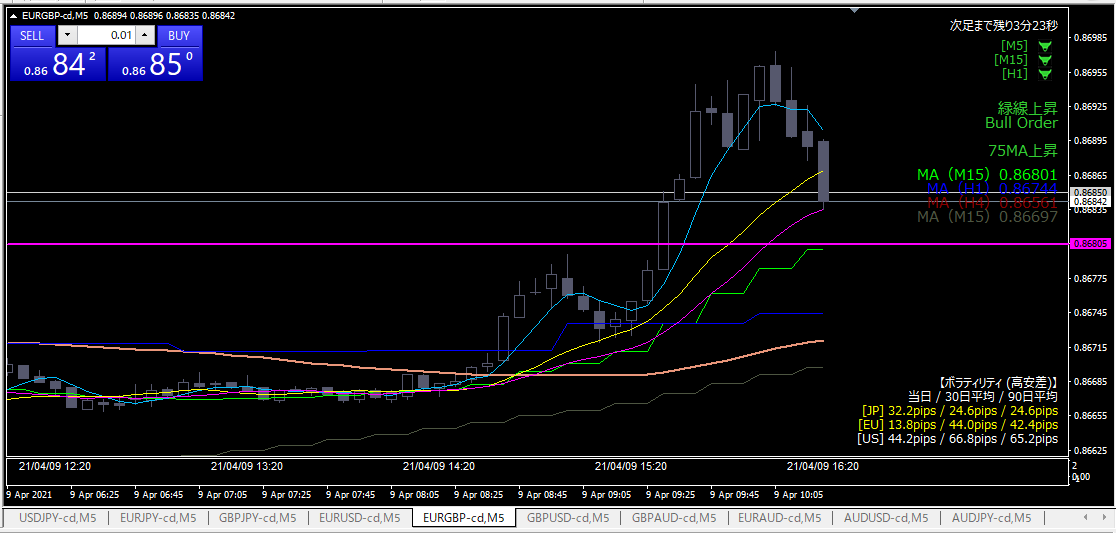 EURGBP-cd,M5 0.86894 0.86896 0.86835 0.86842
SELL 0.01 BUY
0.86 84 2 0.86 85 0
次足まで残り3分23秒
[M5]
[M15]
[H1]
緑線上昇
Bull Order
75MA上昇
MA (M15) 0.86801
MA (H1) 0.86744
MA (H4) 0.86561
MA (M15) 0.86697
0.86985
0.86955
0.86925
0.86895
0.86865
0.86850
0.86842
0.86835
0.86805
0.86775
0.86745
0.86715
0.86685
0.86655
0.86625
【ボラティリティ (高安差)】
当日 / 30日平均 / 90日平均
[JP] 32.2pips / 24.6pips / 24.6pips
[EU] 13.8pips / 44.0pips / 42.4pips
[US] 44.2pips / 66.8pips / 65.2pips
21/04/09 12:20 21/04/09 13:20 21/04/09 14:20 21/04/09 15:20 21/04/09 16:20
2
0.00
9 Apr 2021 9 Apr 06:25 9 Apr 06:45 9 Apr 07:05 9 Apr 07:25 9 Apr 07:45 9 Apr 08:05 9 Apr 08:25 9 Apr 08:45 9 Apr 09:05 9 Apr 09:25 9 Apr 09:45 9 Apr 10:05
USDJPY-cd,M5 EURJPY-cd,M5 GBPJPY-cd,M5 EURUSD-cd,M5 EURGBP-cd,M5 GBPUSD-cd,M5 GBPAUD-cd,M5 EURAUD-cd,M5 AUDUSD-cd,M5 AUDJPY-cd,M5